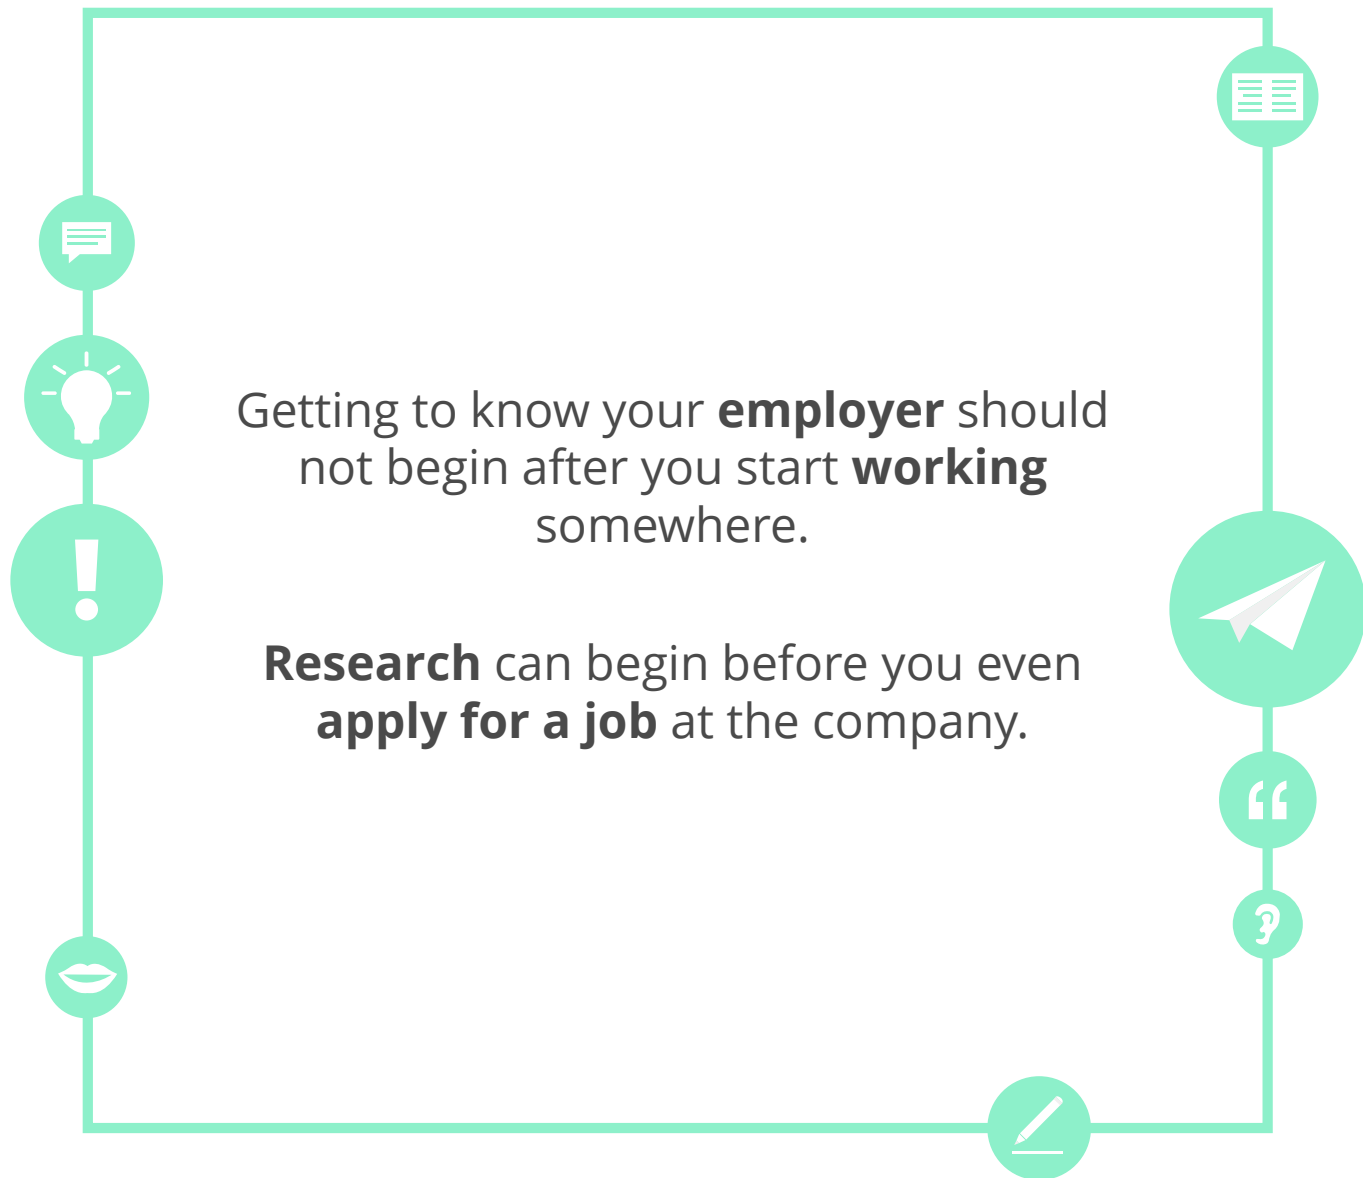 Getting to know your employer should
not begin after you start working
somewhere.
Research can begin before you even
apply for a job at the company.